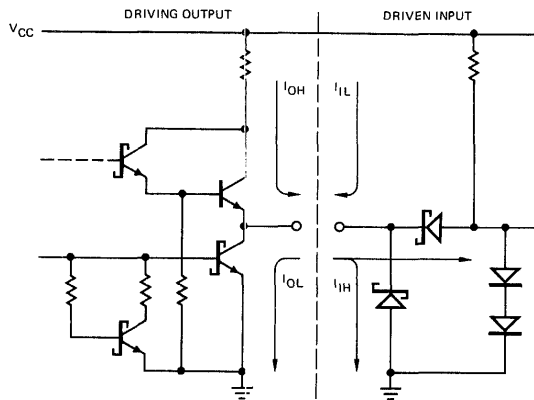 DRIVING OUTPUT
DRIVEN INPUT
VCC
IOH
IIL
IOL
IIH